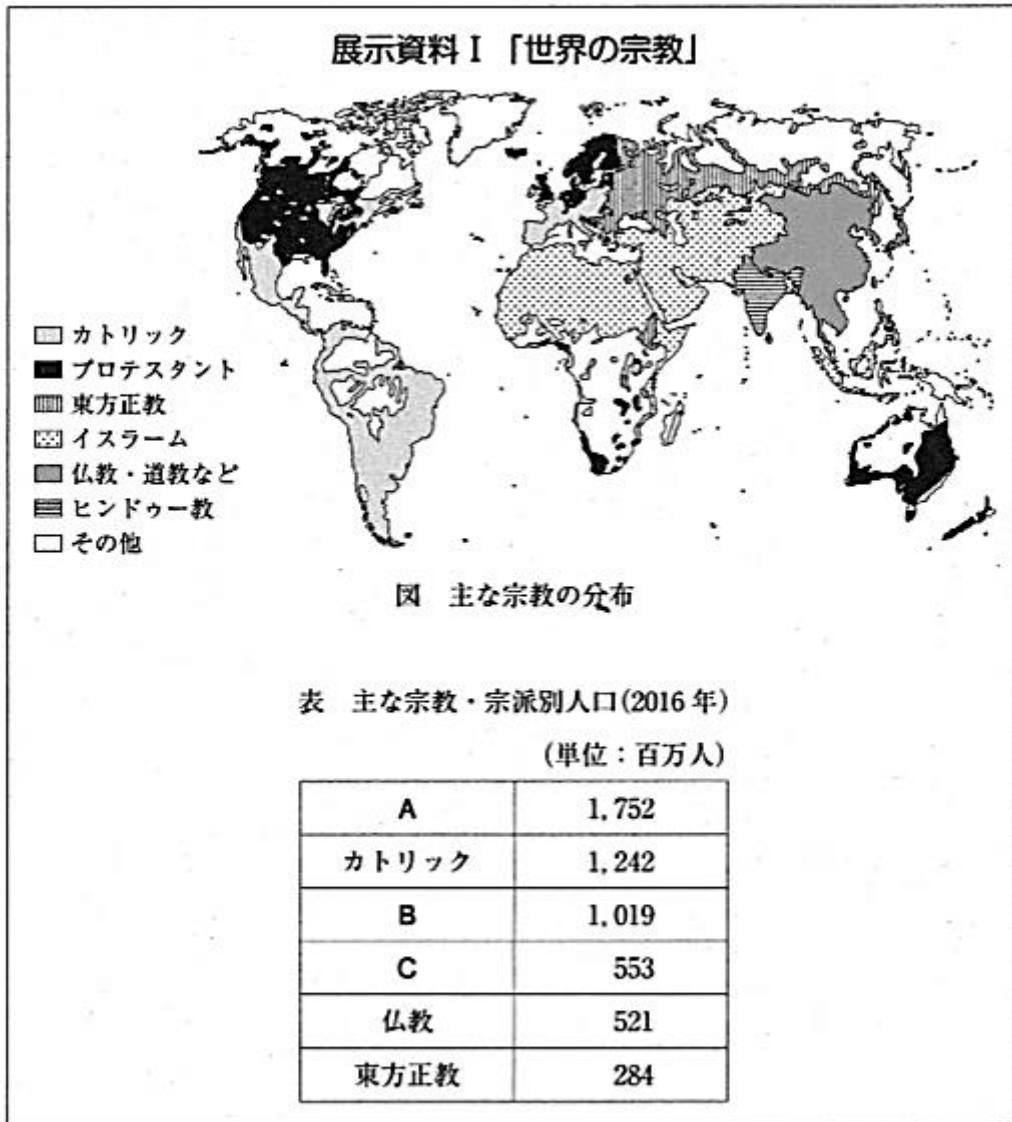 展示資料Ⅰ 「世界の宗教」
カトリック
プロテスタント
東方正教
イスラーム
仏教・道教など
ヒンドゥー教
その他
図 主な宗教の分布
表 主な宗教・宗派別人口(2016年)
(単位:百万人)
A 1,752
カトリック 1,242
B 1,019
C 553
仏教 521
東方正教 284